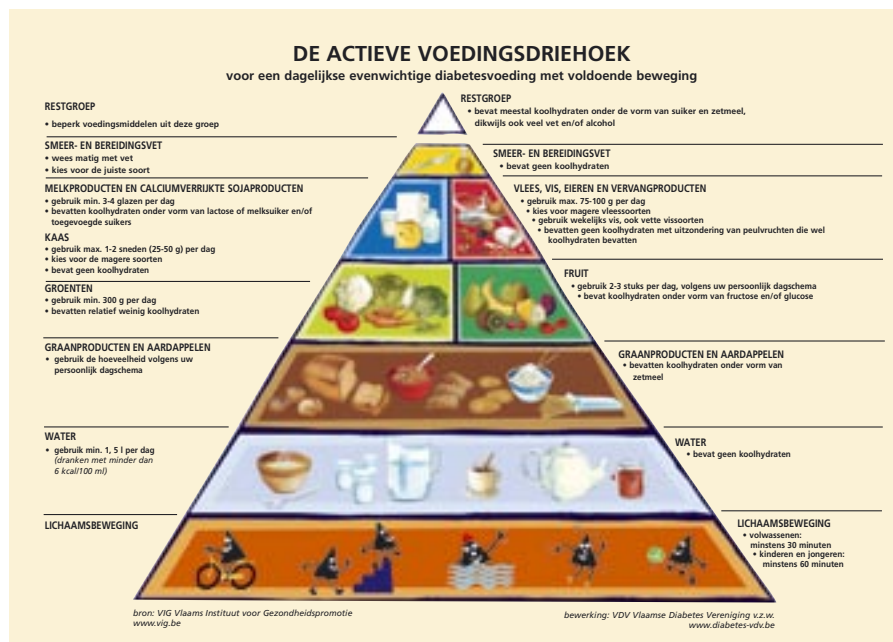 DE ACTIEVE VOEDINGSDRIEHOEK
voor een dagelijkse evenwichtige diabetesvoeding met voldoende beweging
RESTGROEP
• beperk voedingsmiddelen uit deze groep
SMEER- EN BEREIDINGSVET
• wees matig met vet
• kies voor de juiste soort
MELKPRODUCTEN EN CALCIUMVERRIJKTE SOJAPRODUCTEN
• gebruik min. 3-4 glazen per dag
• bevatten koolhydraten onder vorm van lactose of melksuiker en/of
toegevoegde suikers
KAAS
• gebruik max. 1-2 sneden (25-50 g) per dag
• kies voor de magere soorten
• bevat geen koolhydraten
GROENTEN
• gebruik min. 300 g per dag
• bevatten relatief weinig koolhydraten
GRAANPRODUCTEN EN AARDAPPELEN
• gebruik de hoeveelheid volgens uw
persoonlijk dagschema
WATER
• gebruik min. 1, 5 l per dag
(dranken met minder dan
6 kcal/100 ml)
LICHAAMSBEWEGING
RESTGROEP
• bevat meestal koolhydraten onder de vorm van suiker en zetmeel,
dikwijls ook veel vet en/of alcohol
SMEER- EN BEREIDINGSVET
• bevat geen koolhydraten
VLEES, VIS, EIEREN EN VERVANGPRODUCTEN
• gebruik max. 75-100 g per dag
• kies voor magere vleessoorten
• gebruik wekelijks vis, ook vette vissoorten
• bevatten geen koolhydraten met uitzondering van peulvruchten die wel
koolhydraten bevatten
FRUIT
• gebruik 2-3 stuks per dag, volgens uw persoonlijk dagschema
• bevat koolhydraten onder vorm van fructose en/of glucose
GRAANPRODUCTEN EN AARDAPPELEN
• bevatten koolhydraten onder vorm van
zetmeel
WATER
• bevat geen koolhydraten
LICHAAMSBEWEGING
• volwassenen:
minstens 30 minuten
• kinderen en jongeren:
minstens 60 minuten
bron: VIG Vlaams Instituut voor Gezondheidspromotie
www.vig.be
bewerking: VDV Vlaamse Diabetes Vereniging v.z.w.
www.diabetes-vdv.be